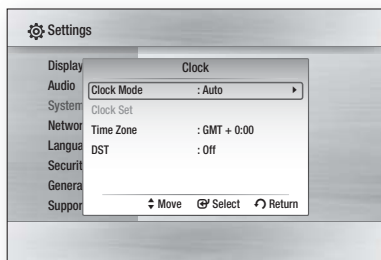 Settings
Display
Clock
Audio
Clock Mode : Auto
System
Clock Set
Networ
Time Zone : GMT + 0:00
Langua
DST : Off
Securit
Genera
Suppor
Move Select Return